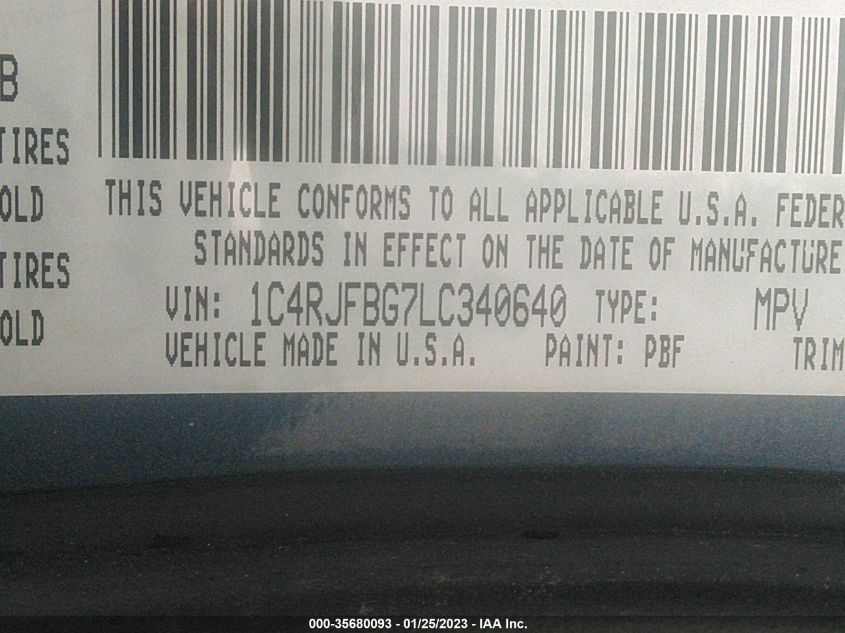 B
TIRES
OLD
TIRES
OLD
THIS VEHICLE CONFORMS TO ALL APPLICABLE U.S.A. FEDER
STANDARDS IN EFFECT ON THE DATE OF MANUFACTURE
VIN: 1C4RJFBG7LC340640 TYPE: MPV
VEHICLE MADE IN U.S.A. PAINT: PBF TRIM
000-35680093 - 01/25/2023 - IAA Inc.